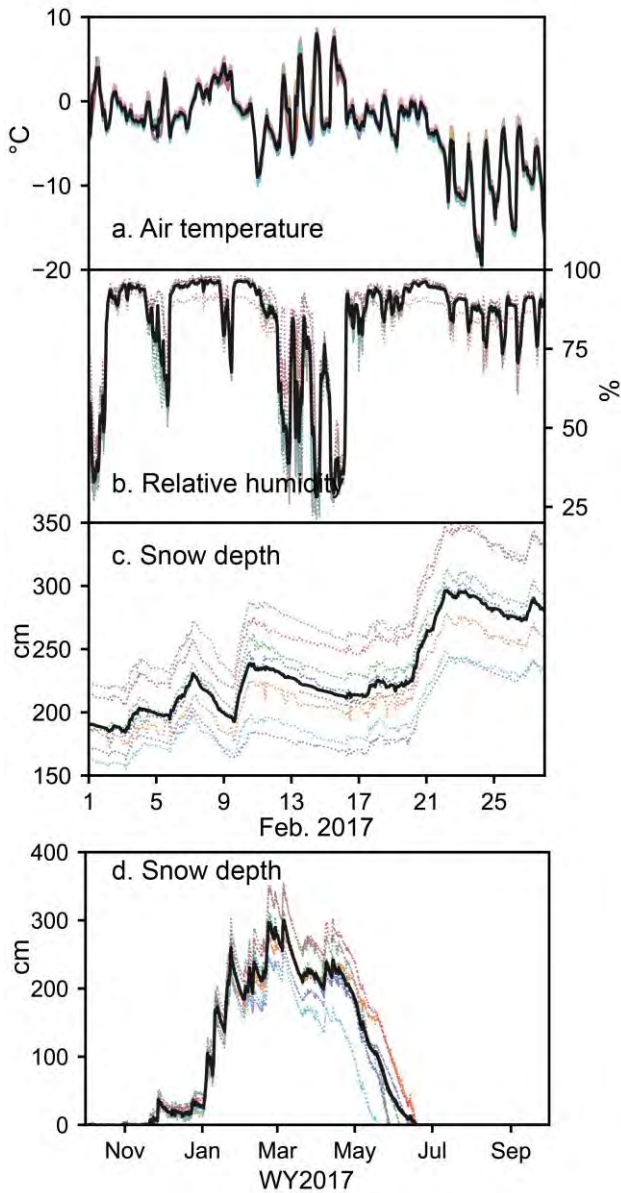 10
0
−10
−20
°C
a. Air temperature
100
75
50
25
%
b. Relative humidity
350
300
250
200
150
cm
c. Snow depth
1 5 9 13 17 21 25
Feb. 2017
400
300
200
100
0
cm
d. Snow depth
Nov Jan Mar May Jul Sep
WY2017